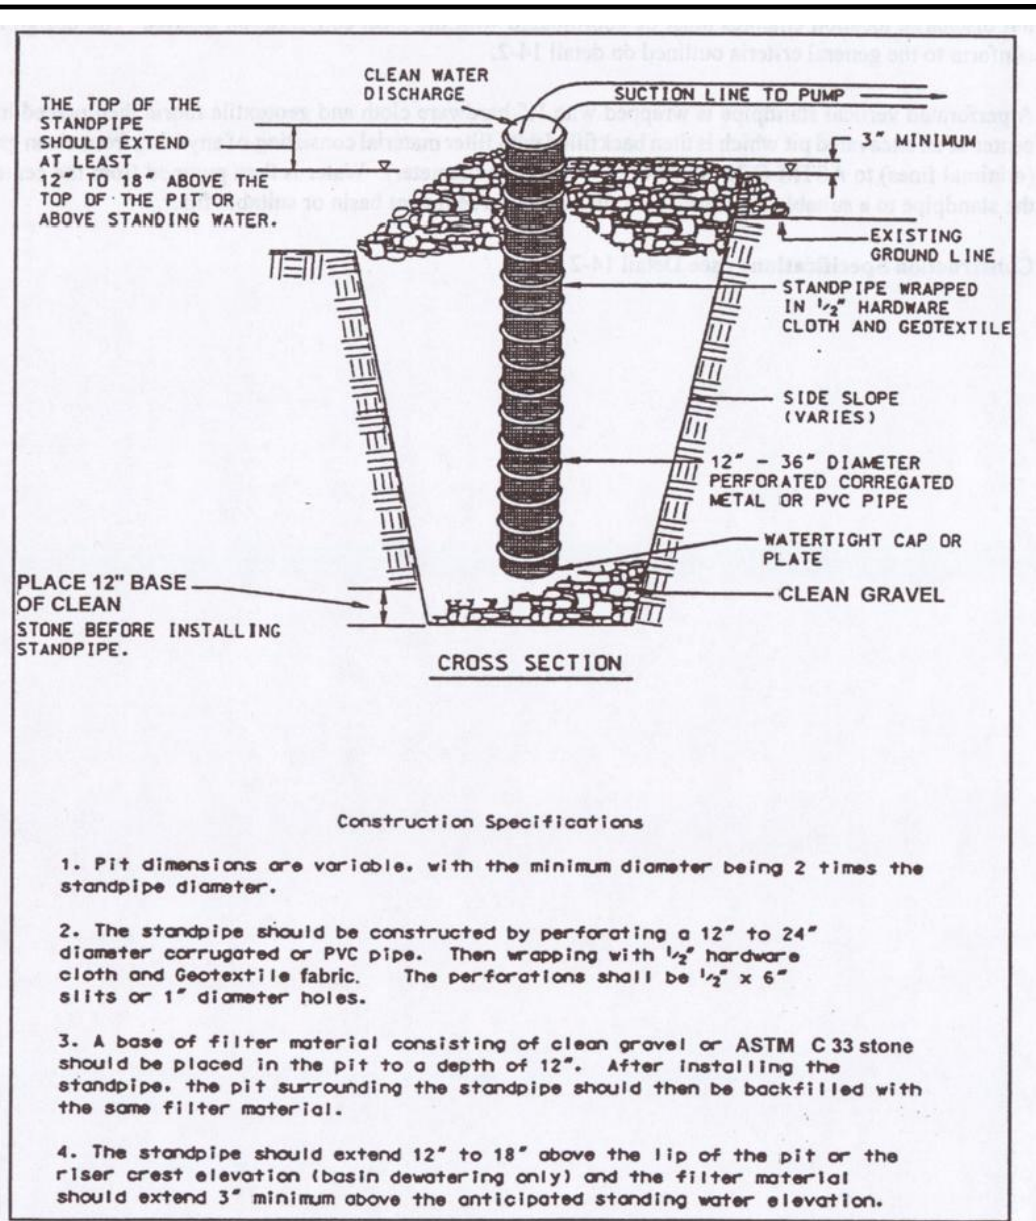 CLEAN WATER
DISCHARGE
SUCTION LINE TO PUMP
THE TOP OF THE
STANDPIPE
SHOULD EXTEND
AT LEAST
12" TO 18" ABOVE THE
TOP OF THE PIT OR
ABOVE STANDING WATER.
3" MINIMUM
EXISTING
GROUND LINE
STANDPIPE WRAPPED
IN 1/2" HARDWARE
CLOTH AND GEOTEXTILE
SIDE SLOPE
(VARIES)
12" - 36" DIAMETER
PERFORATED CORREGATED
METAL OR PVC PIPE
WATERTIGHT CAP OR
PLATE
CLEAN GRAVEL
PLACE 12" BASE
OF CLEAN
STONE BEFORE INSTALLING
STANDPIPE.
CROSS SECTION
Construction Specifications
1. Pit dimensions are variable, with the minimum diameter being 2 times the
standpipe diameter.
2. The standpipe should be constructed by perforating a 12" to 24"
diameter corrugated or PVC pipe. Then wrapping with 1/2" hardware
cloth and Geotextile fabric. The perforations shall be 1/2" x 6"
slits or 1" diameter holes.
3. A base of filter material consisting of clean gravel or ASTM C 33 stone
should be placed in the pit to a depth of 12". After installing the
standpipe, the pit surrounding the standpipe should then be backfilled with
the same filter material.
4. The standpipe should extend 12" to 18" above the lip of the pit or the
riser crest elevation (basin dewatering only) and the filter material
should extend 3" minimum above the anticipated standing water elevation.